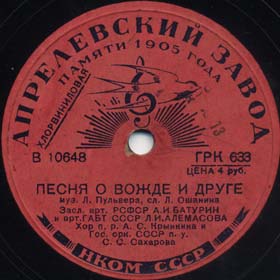 АПРЕЛЕВСКИЙ ЗАВОД
ПАМЯТИ 1905 ГОДА
ХЛОРВИНИЛОВАЯ
В 10648
ГРК 633
ЦЕНА 4 руб.
ПЕСНЯ О ВОЖДЕ И ДРУГЕ
муз. Л. Пульвера, сл. Л. Ошанина
Засл. арт. РСФСР А.И БАТУРИН
и арт. ГАБТ СССР Л.И.АЛЕМАСОВА
Хор п. р. А. С. Крынкина и
Гос. орк. СССР п. у.
С. С. Сахарова
НКОМ СССР